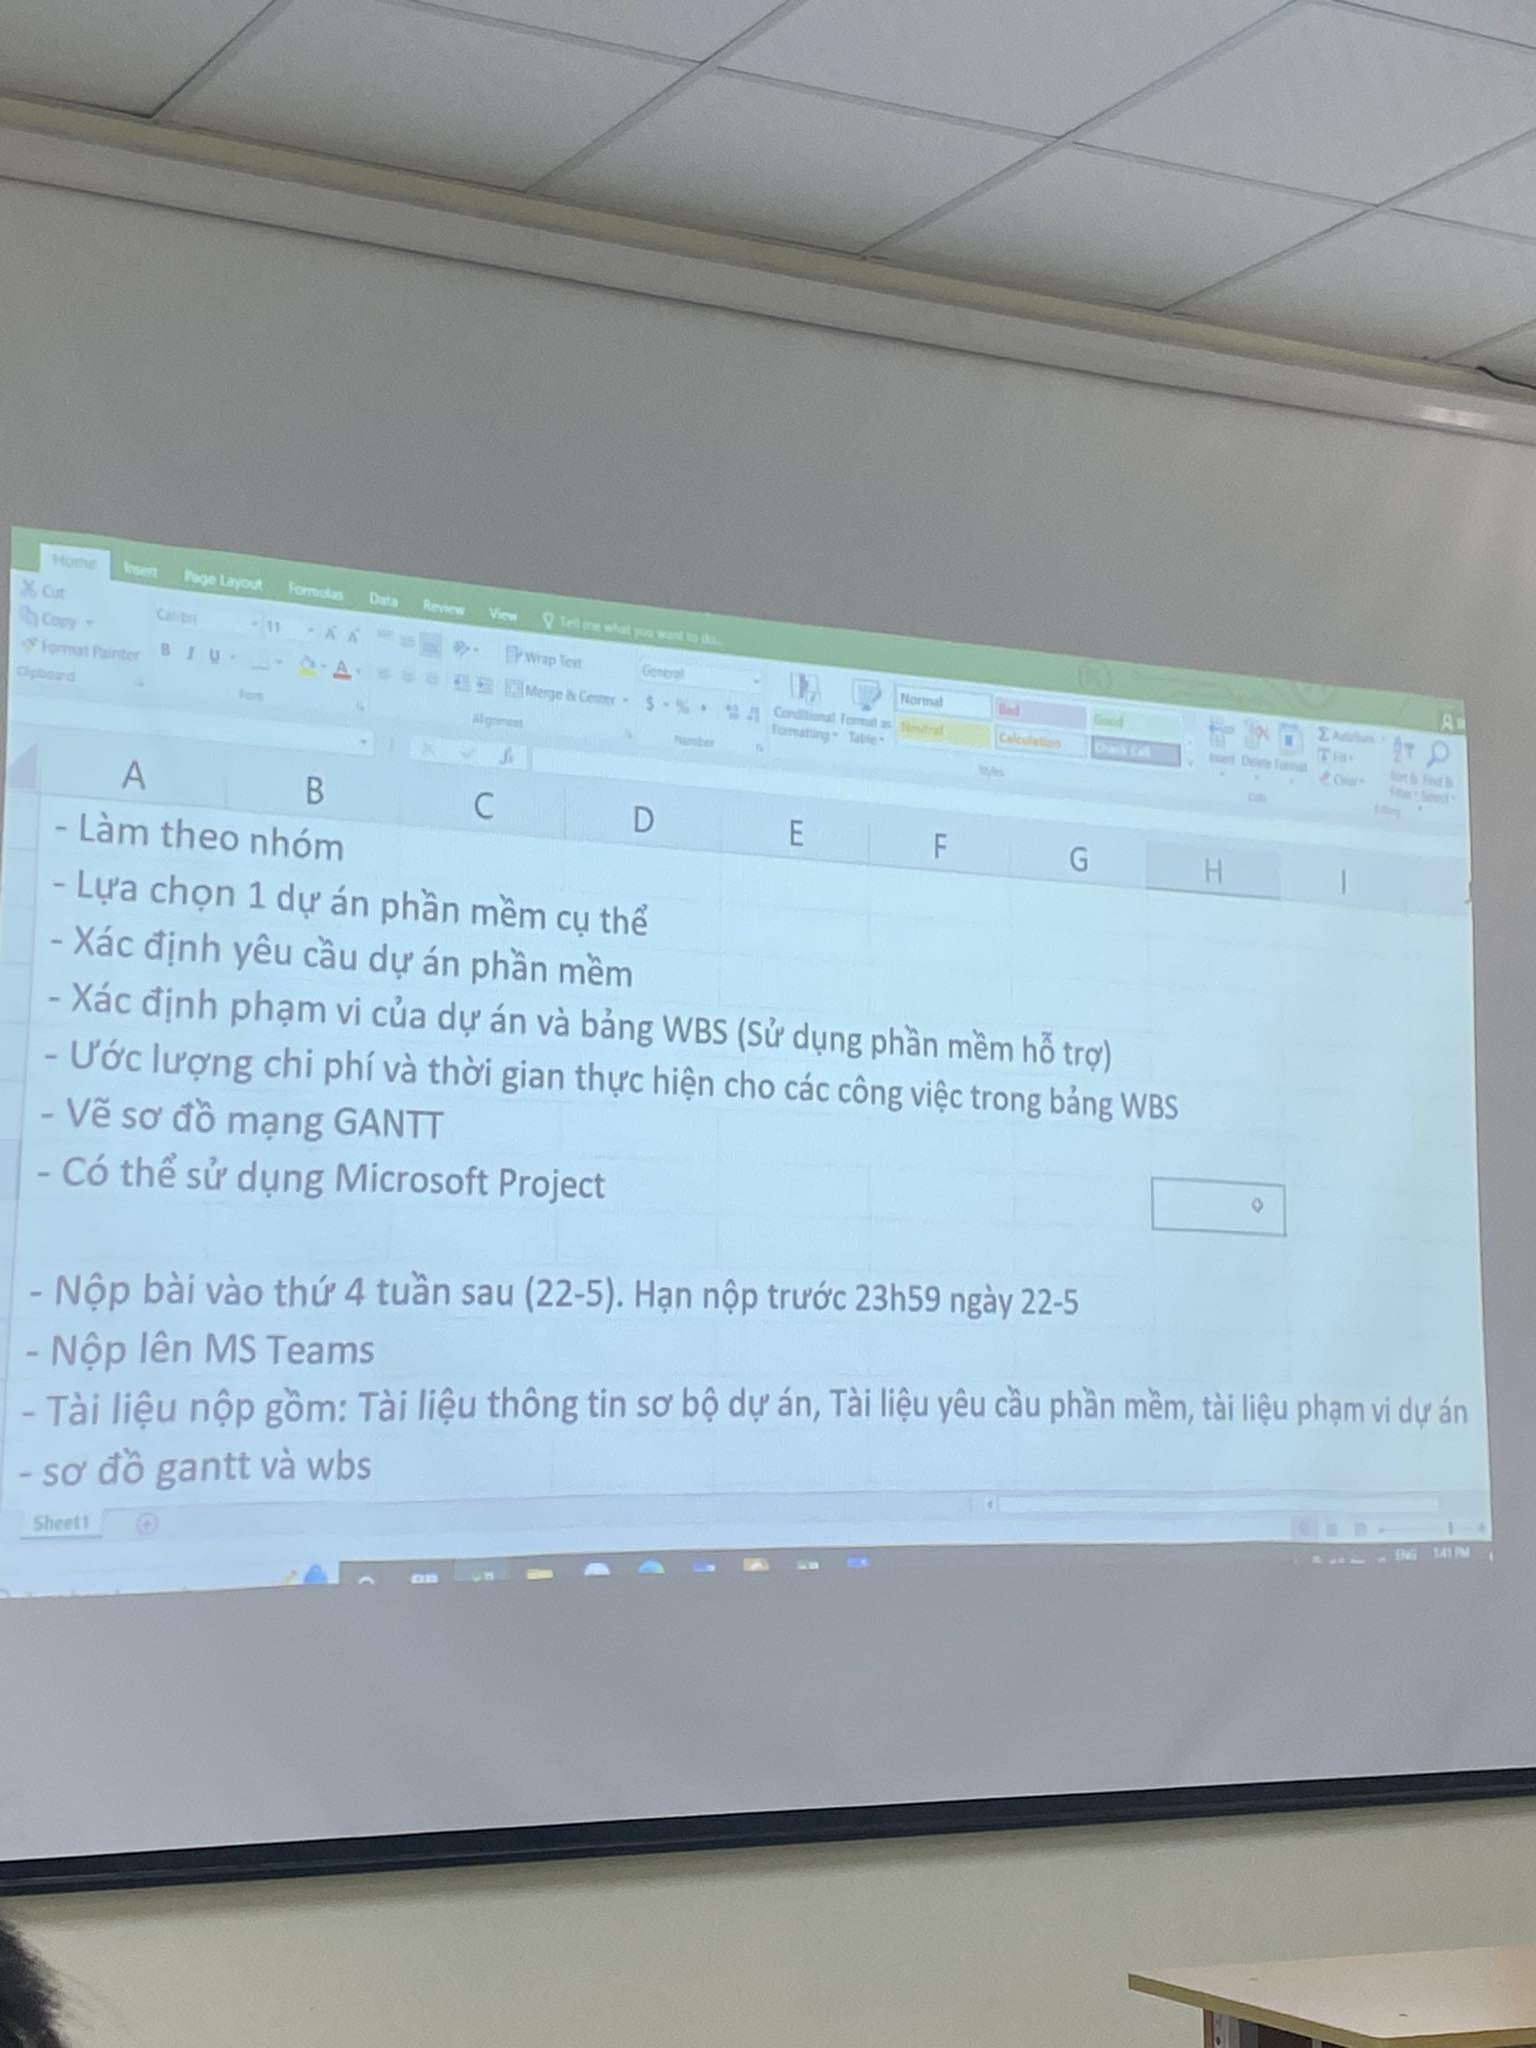 Home Insert Page Layout Formulas Data Review View Tell me what you want to do...
Cut
Copy
Format Painter
Clipboard
Calibri 11
B I U
Font
Wrap Text
Merge & Center
Alignment
General
$ %
Number
Conditional Formatting
Format as Table
Normal Bad Good
Neutral Calculation Check Cell
Styles
Insert Delete Format
Cells
AutoSum
Fill
Clear
Sort & Filter
Find & Select
Editing
A B C D E F G H I
- Làm theo nhóm
- Lựa chọn 1 dự án phần mềm cụ thể
- Xác định yêu cầu dự án phần mềm
- Xác định phạm vi của dự án và bảng WBS (Sử dụng phần mềm hỗ trợ)
- Ước lượng chi phí và thời gian thực hiện cho các công việc trong bảng WBS
- Vẽ sơ đồ mạng GANTT
- Có thể sử dụng Microsoft Project
- Nộp bài vào thứ 4 tuần sau (22-5). Hạn nộp trước 23h59 ngày 22-5
- Nộp lên MS Teams
- Tài liệu nộp gồm: Tài liệu thông tin sơ bộ dự án, Tài liệu yêu cầu phần mềm, tài liệu phạm vi dự án
- sơ đồ gantt và wbs
Sheet1
ENG 1:41 PM